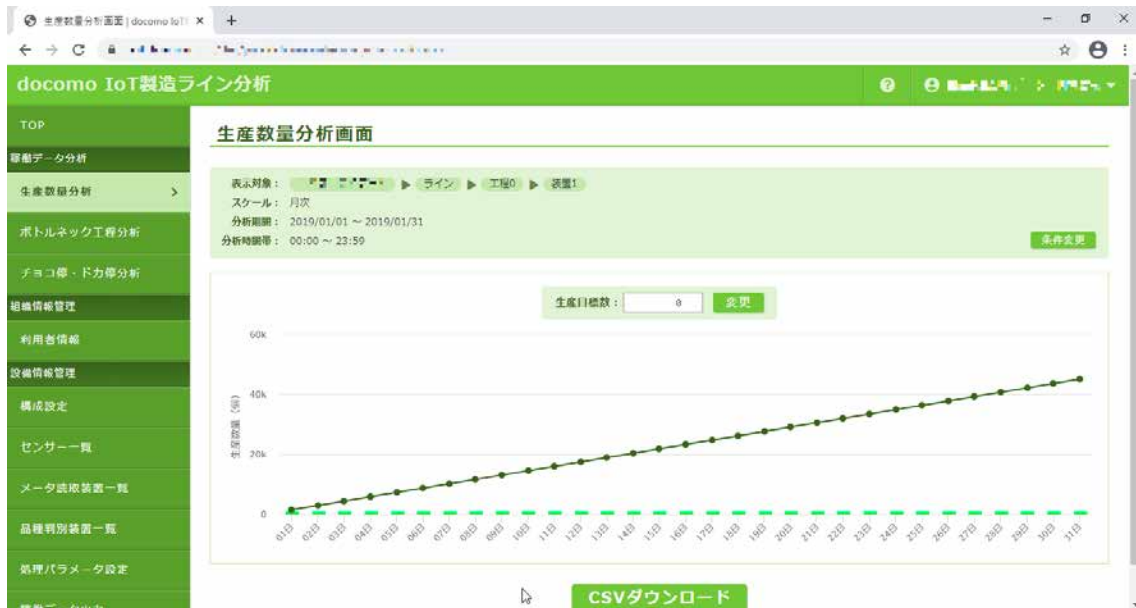 生産数量分析画面 | docomo IoT
docomo IoT製造ライン分析
TOP
稼働データ分析
生産数量分析
ボトルネック工程分析
チョコ停・ドカ停分析
組織情報管理
利用者情報
設備情報管理
構成設定
センサー一覧
メータ読取装置一覧
品種判別装置一覧
処理パラメータ設定
生産数量分析画面
表示対象： ライン 工程0 装置1
スケール： 月次
分析期間： 2019/01/01 ～ 2019/01/31
分析時間帯： 00:00 ～ 23:59
条件変更
生産目標数： 0 変更
生産数量 (個)
60k
40k
20k
0
01日 02日 03日 04日 05日 06日 07日 08日 09日 10日 11日 12日 13日 14日 15日 16日 17日 18日 19日 20日 21日 22日 23日 24日 25日 26日 27日 28日 29日 30日 31日
CSVダウンロード